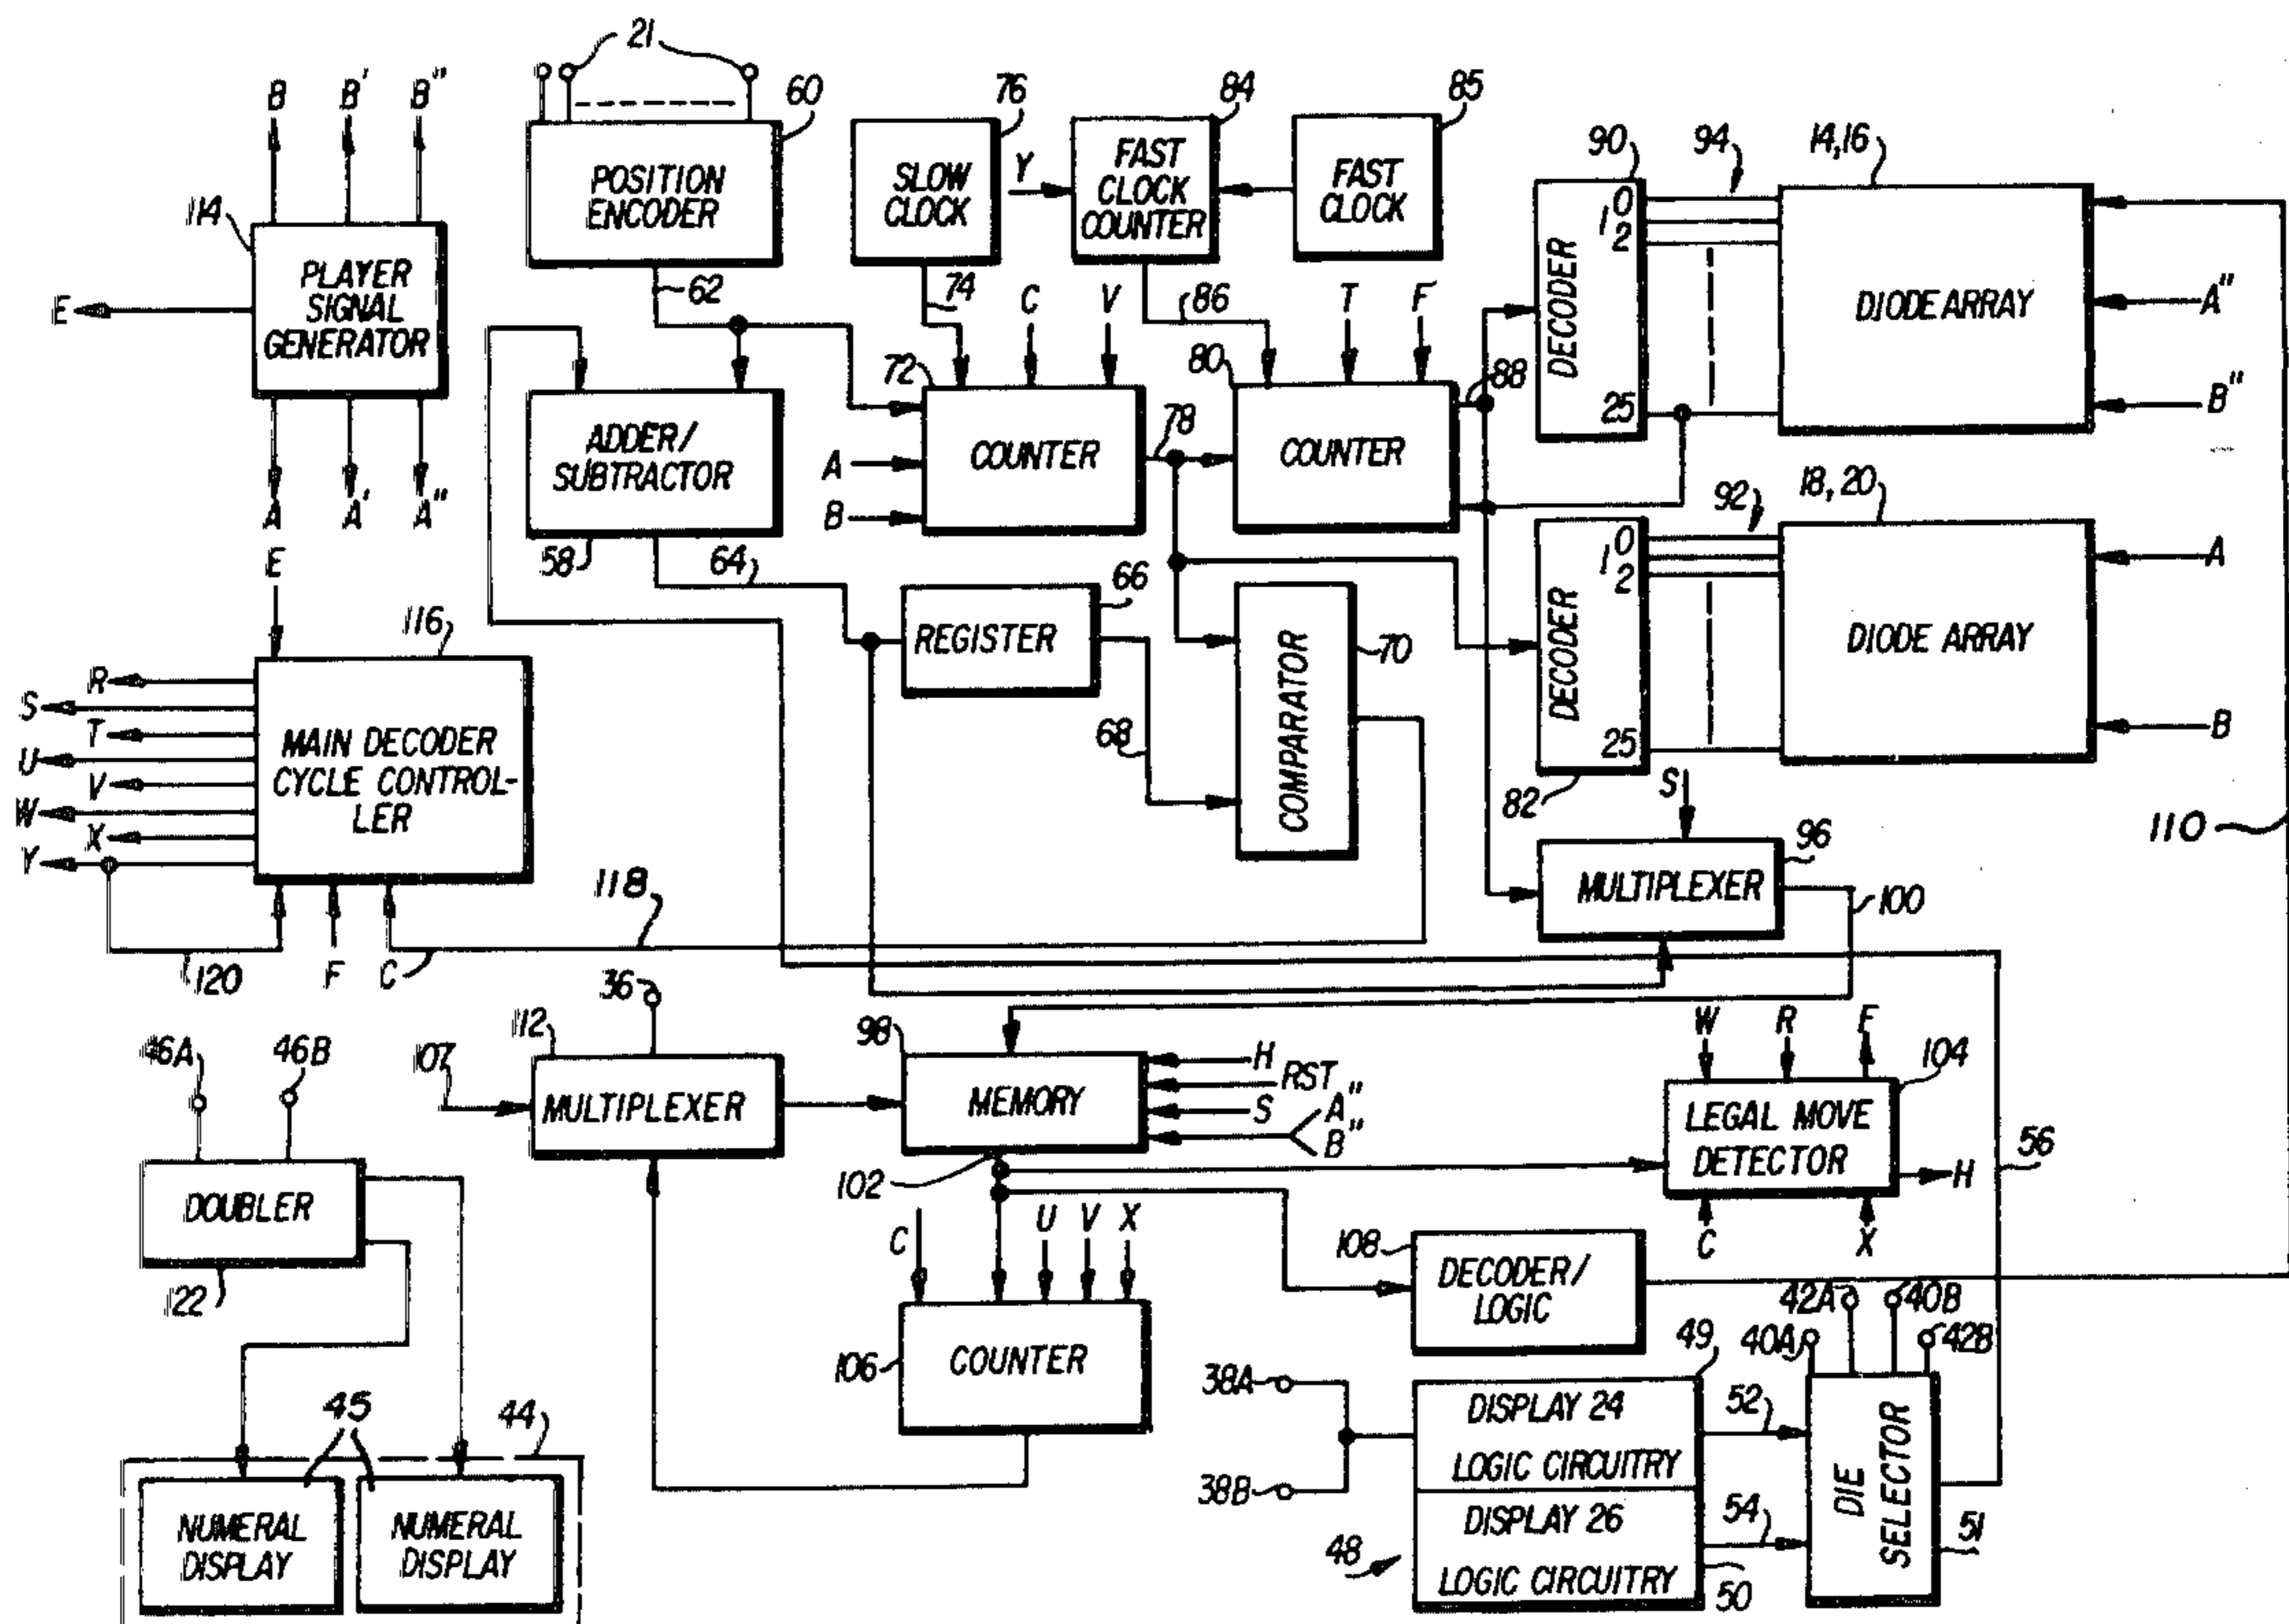 21
B B' B"
60
76
84
85
POSITION
ENCODER
SLOW
CLOCK
Y
FAST
CLOCK
COUNTER
FAST
CLOCK
90
94
14,16
114
PLAYER
SIGNAL
GENERATOR
E
A A' A"
62
74
C
V
86
T
F
DECODER
0
1
2
25
DIODE ARRAY
A"
B"
88
72
80
ADDER/
SUBTRACTOR
58
64
A
B
COUNTER
78
COUNTER
92
18, 20
DECODER
0
1
2
25
82
DIODE ARRAY
A
B
E
116
66
REGISTER
68
COMPARATOR
70
R
S
T
U
V
W
X
Y
MAIN DECODER
CYCLE CONTROL-
LER
120
F
C
118
S
96
MULTIPLEXER
100
110
36
112
107
MULTIPLEXER
98
MEMORY
H
RST
S
A"
B"
102
W
R
F
104
LEGAL MOVE
DETECTOR
H
C
X
56
46A
46B
DOUBLER
122
C
U
V
X
106
COUNTER
108
DECODER/
LOGIC
42A
40B
40A
42B
38A
38B
49
DISPLAY 24
LOGIC CIRCUITRY
DISPLAY 26
LOGIC CIRCUITRY
48
50
52
54
DIE
SELECTOR
51
45
44
NUMERAL
DISPLAY
NUMERAL
DISPLAY